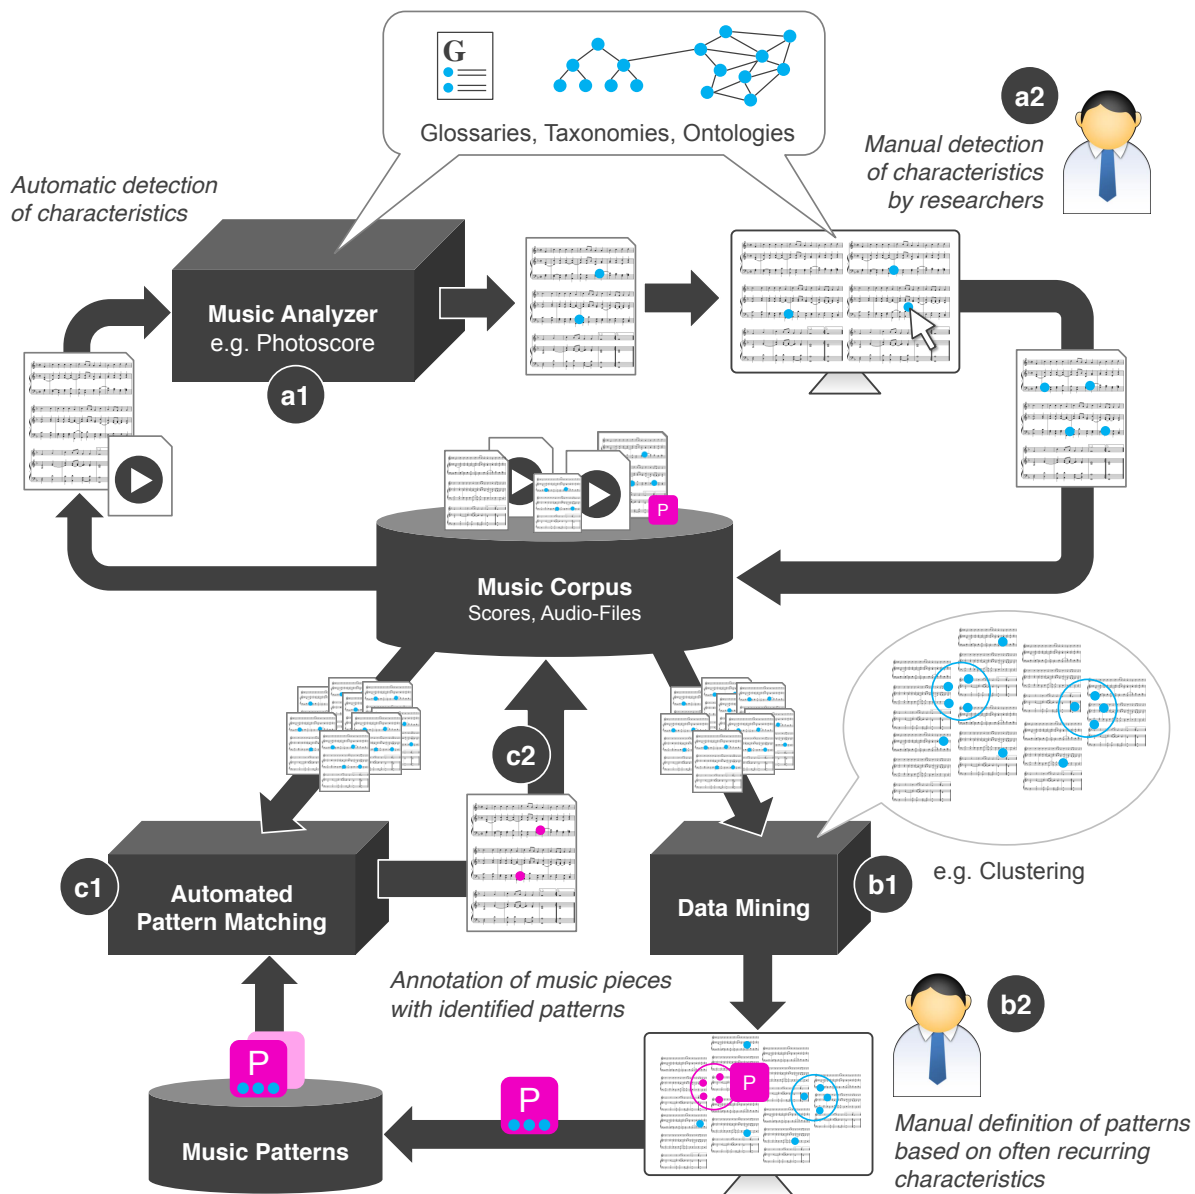 G
Glossaries, Taxonomies, Ontologies
a2
Manual detection
of characteristics
by researchers
Automatic detection
of characteristics
Music Analyzer
e.g. Photoscore
a1
P
Music Corpus
Scores, Audio-Files
c2
c1
Automated
Pattern Matching
b1
Data Mining
e.g. Clustering
Annotation of music pieces
with identified patterns
b2
P
P
P
Music Patterns
Manual definition of patterns
based on often recurring
characteristics